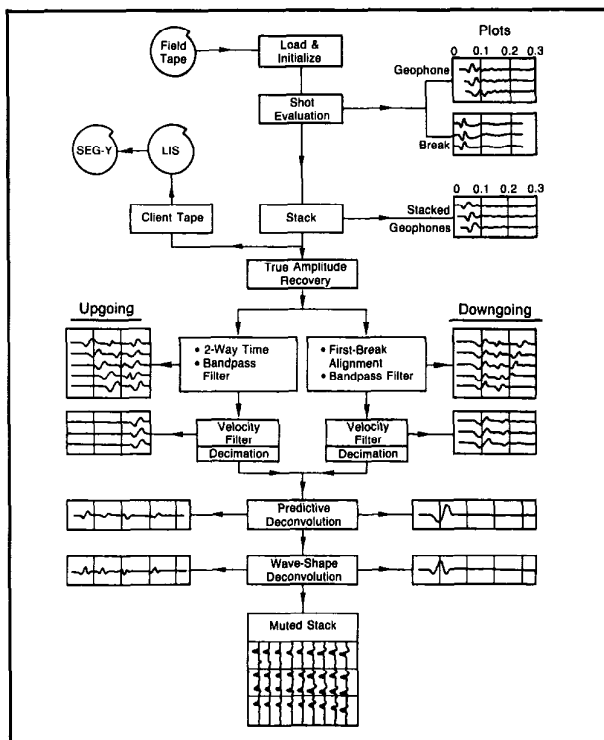 Plots
Field
Tape
Load &
Initialize
0 0.1 0.2 0.3
Geophone
Shot
Evaluation
Break
SEG-Y
LIS
0 0.1 0.2 0.3
Client Tape
Stack
Stacked
Geophones
True Amplitude
Recovery
Upgoing
Downgoing
• 2-Way Time
• Bandpass
Filter
• First-Break
Alignment
• Bandpass Filter
Velocity
Filter
Decimation
Velocity
Filter
Decimation
Predictive
Deconvolution
Wave-Shape
Deconvolution
Muted Stack